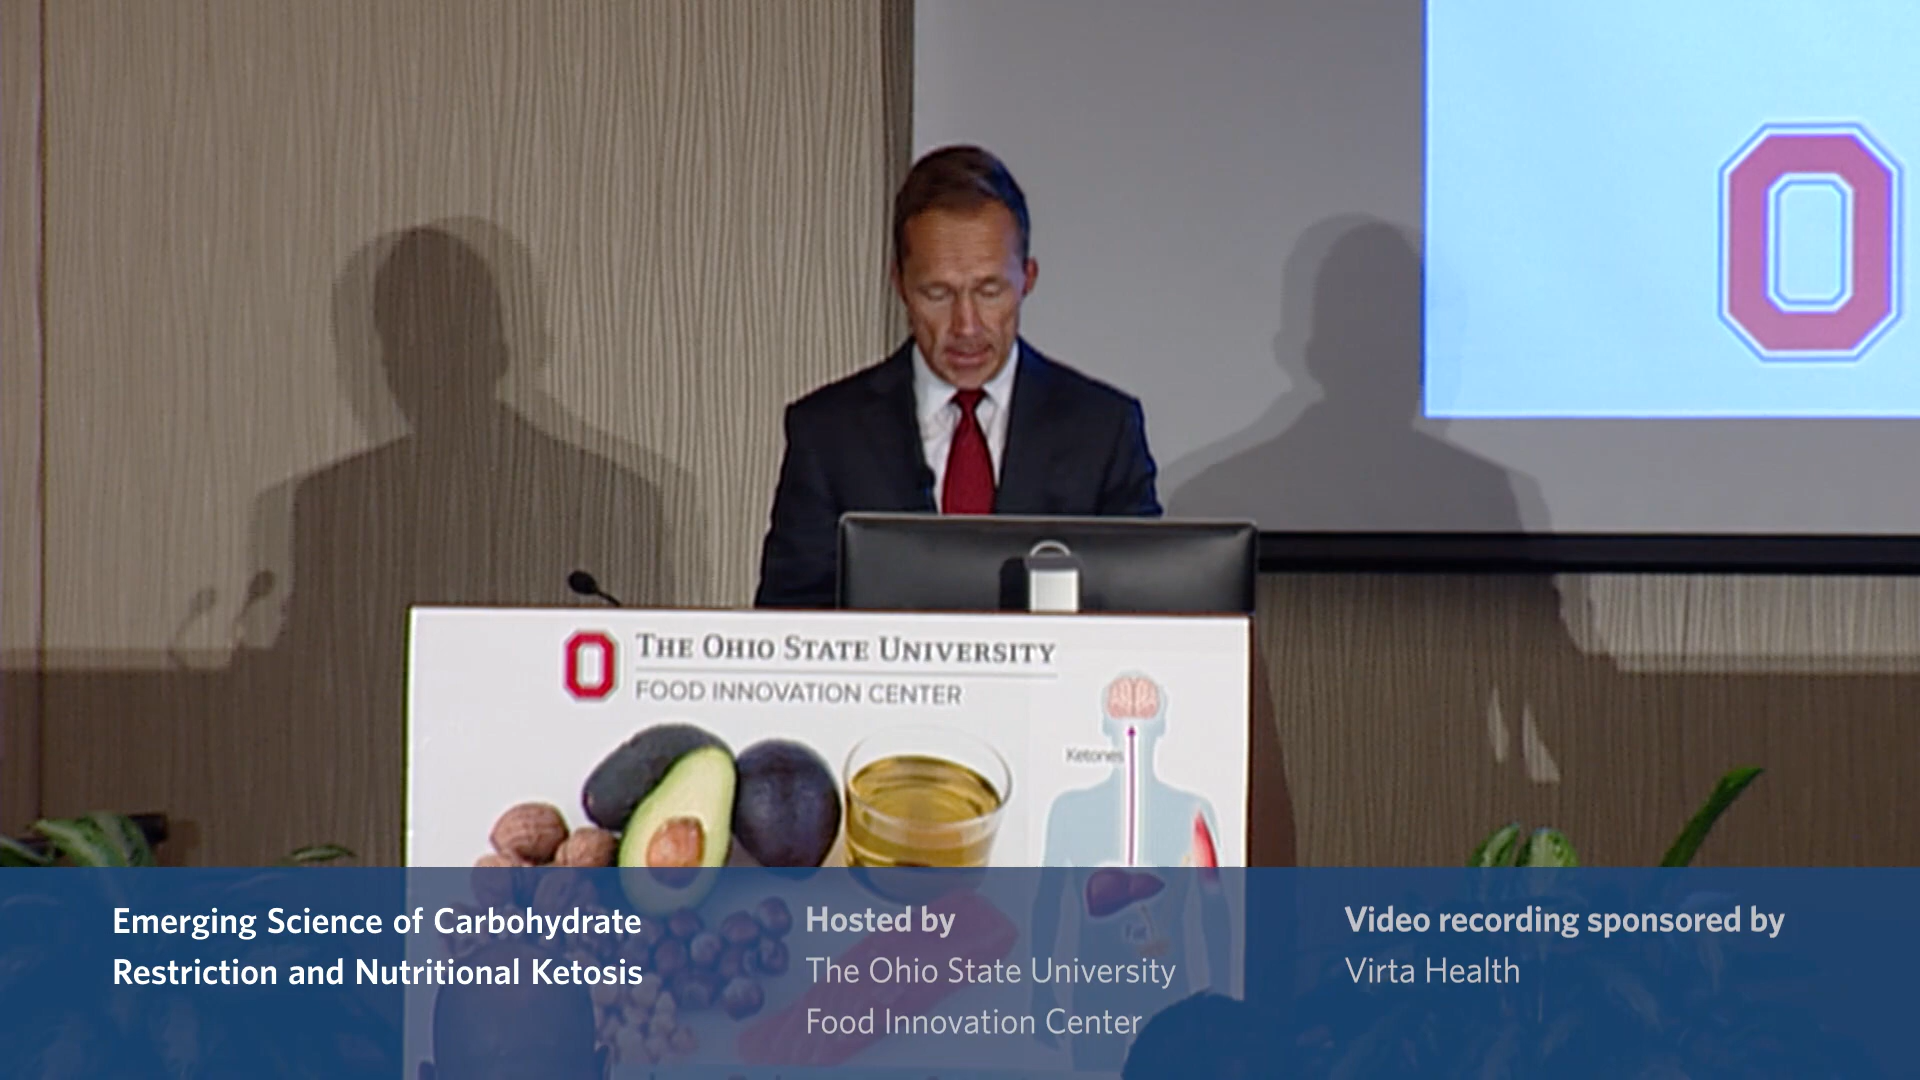 THE OHIO STATE UNIVERSITY
FOOD INNOVATION CENTER
Ketones
Fat
Emerging Science of Carbohydrate
Restriction and Nutritional Ketosis
Hosted by
The Ohio State University
Food Innovation Center
Video recording sponsored by
Virta Health